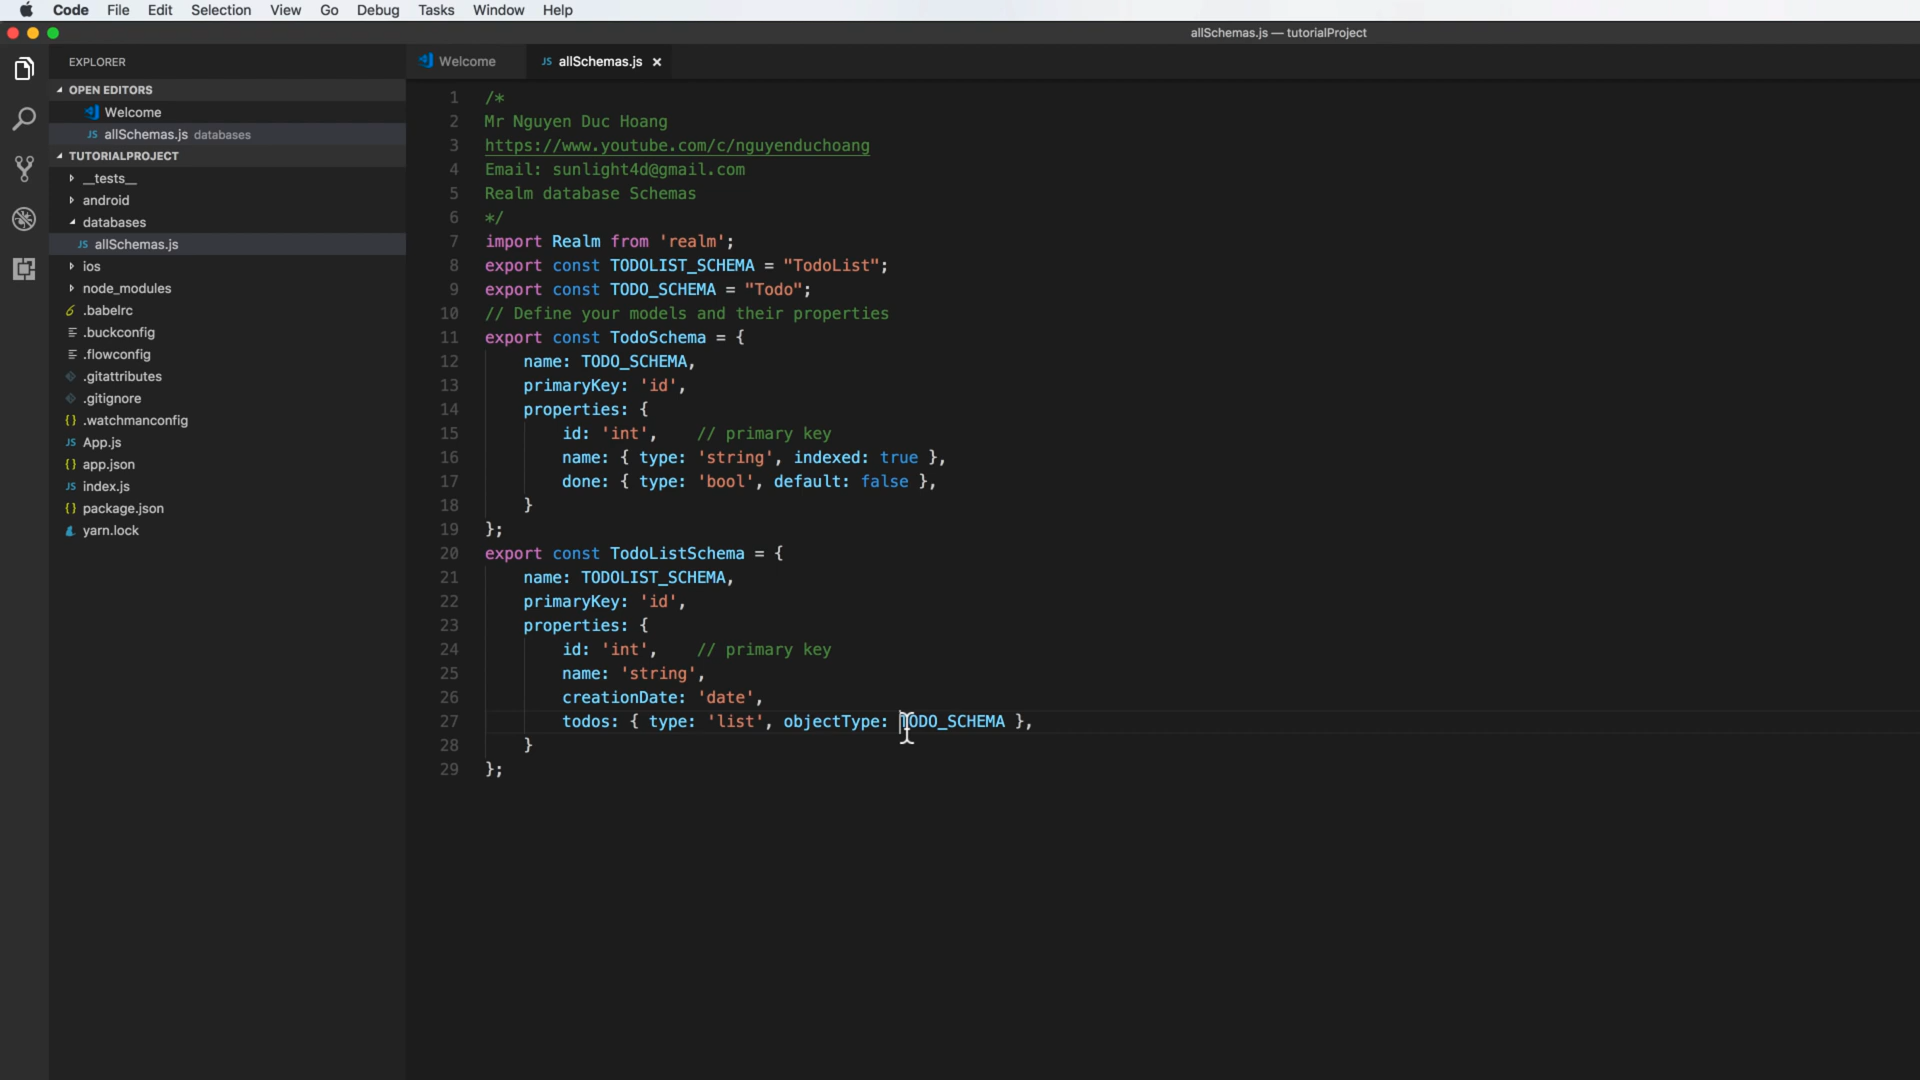 Code File Edit Selection View Go Debug Tasks Window Help
allSchemas.js — tutorialProject
EXPLORER
OPEN EDITORS
Welcome
JS allSchemas.js databases
TUTORIALPROJECT
__tests__
android
databases
JS allSchemas.js
ios
node_modules
.babelrc
.buckconfig
.flowconfig
.gitattributes
.gitignore
{} .watchmanconfig
JS App.js
{} app.json
JS index.js
{} package.json
yarn.lock
Welcome JS allSchemas.js ×
1 /*
2 Mr Nguyen Duc Hoang
3 https://www.youtube.com/c/nguyenduchoang
4 Email: sunlight4d@gmail.com
5 Realm database Schemas
6 */
7 import Realm from 'realm';
8 export const TODOLIST_SCHEMA = "TodoList";
9 export const TODO_SCHEMA = "Todo";
10 // Define your models and their properties
11 export const TodoSchema = {
12 name: TODO_SCHEMA,
13 primaryKey: 'id',
14 properties: {
15 id: 'int', // primary key
16 name: { type: 'string', indexed: true },
17 done: { type: 'bool', default: false },
18 }
19 };
20 export const TodoListSchema = {
21 name: TODOLIST_SCHEMA,
22 primaryKey: 'id',
23 properties: {
24 id: 'int', // primary key
25 name: 'string',
26 creationDate: 'date',
27 todos: { type: 'list', objectType: TODO_SCHEMA },
28 }
29 };